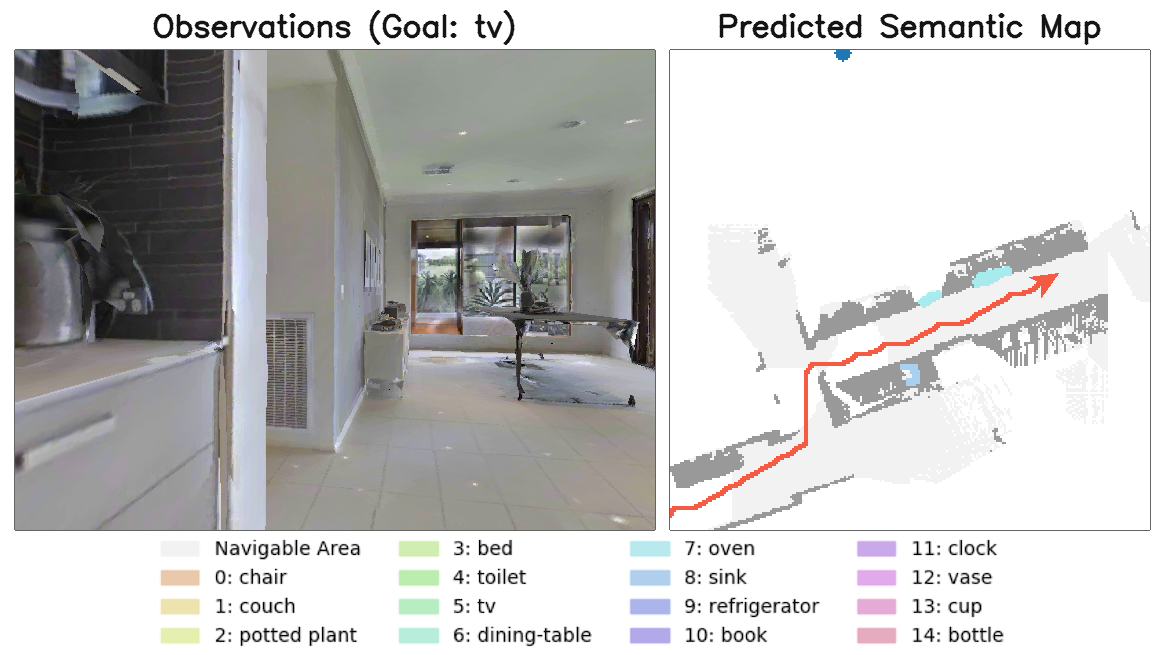 Observations (Goal: tv)
Predicted Semantic Map
Navigable Area
0: chair
1: couch
2: potted plant
3: bed
4: toilet
5: tv
6: dining-table
7: oven
8: sink
9: refrigerator
10: book
11: clock
12: vase
13: cup
14: bottle